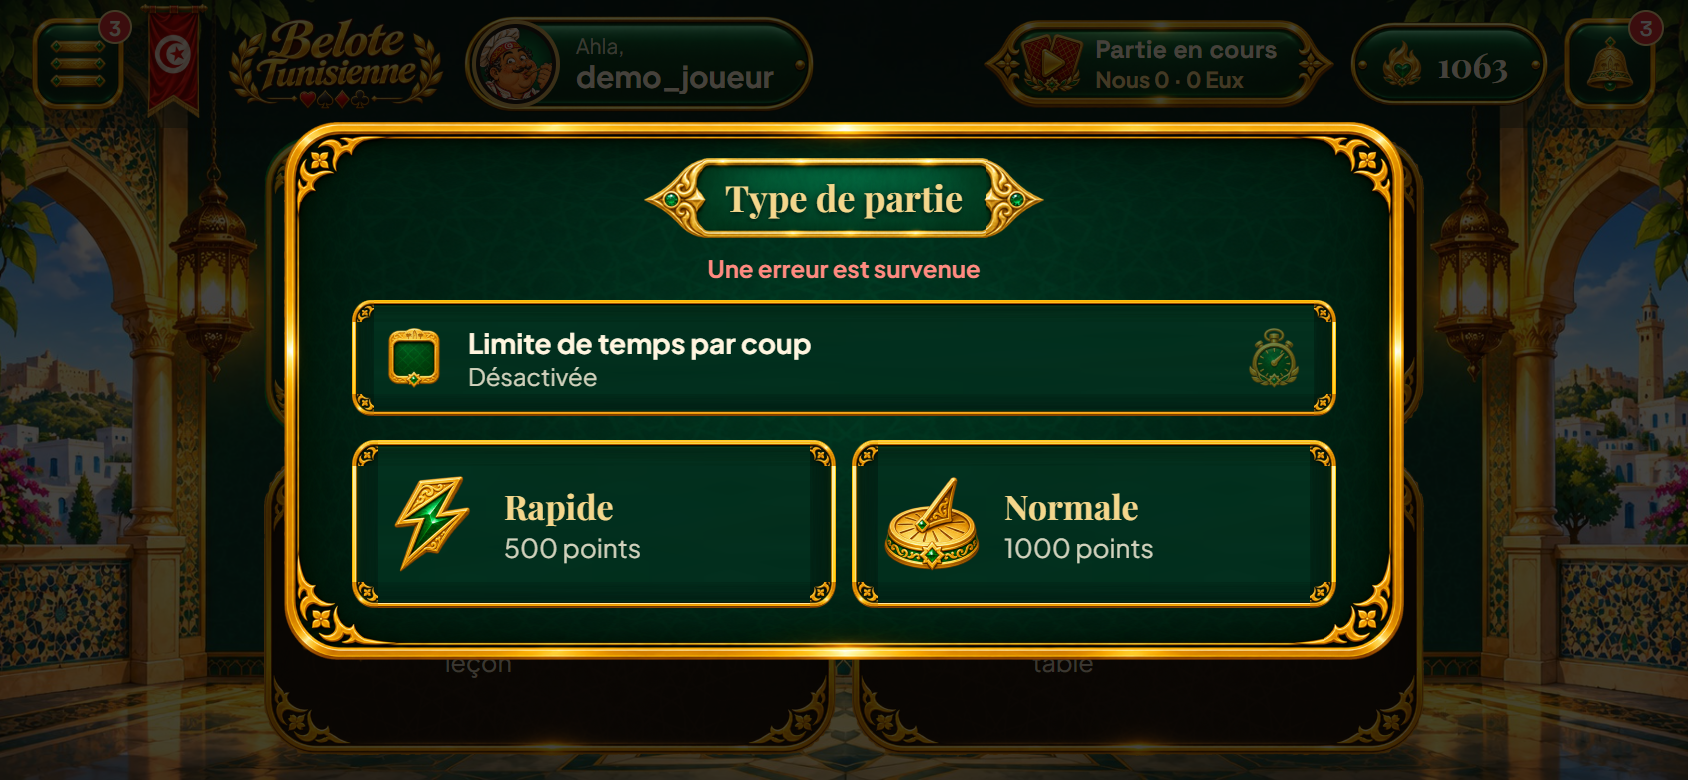 3
Belote
Tunisienne
Ahla,
demo_joueur
Partie en cours
Nous 0 · 0 Eux
1063
3
Type de partie
Une erreur est survenue
Limite de temps par coup
Désactivée
Rapide
500 points
Normale
1000 points
leçon
table